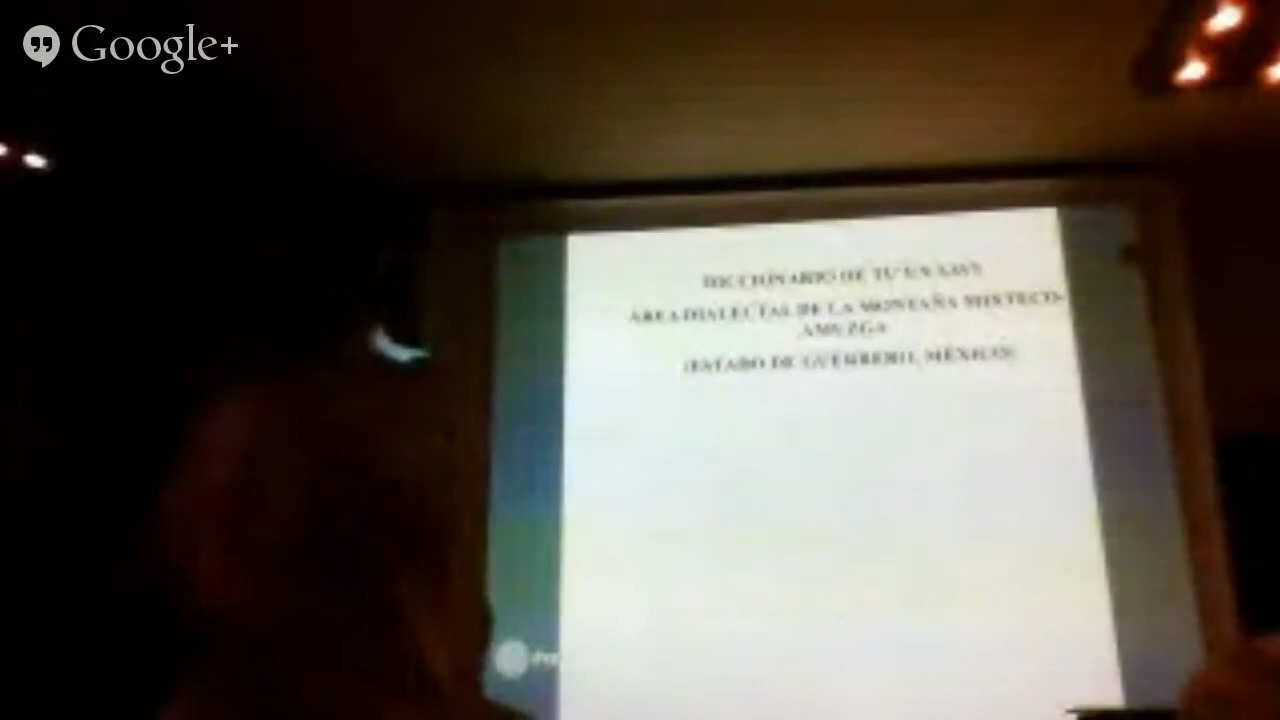 Google+
DICCIONARIO DE TU'UN SAVI
ÁREA DIALECTAL DE LA MONTAÑA MIXTECO-
AMUZGA
(ESTADO DE GUERRERO, MÉXICO)